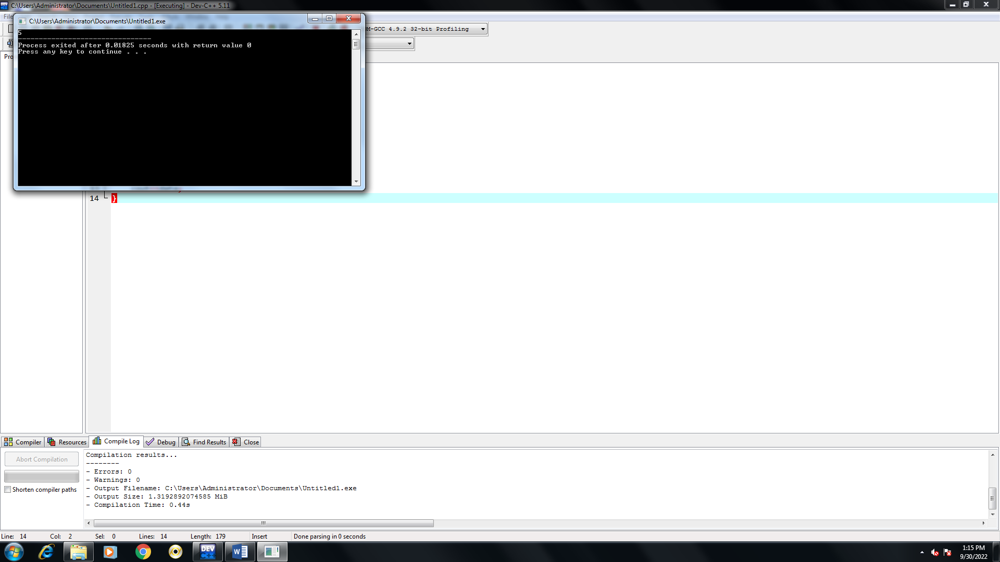 C:\Users\Administrator\Documents\Untitled1.cpp - [Executing] - Dev-C++ 5.11
File
C:\Users\Administrator\Documents\Untitled1.exe
5
--------------------------------
Process exited after 0.01825 seconds with return value 0
Press any key to continue . . .
M-GCC 4.9.2 32-bit Profiling
Pro
14 }
Compiler Resources Compile Log Debug Find Results Close
Abort Compilation
Shorten compiler paths
Compilation results...
--------
- Errors: 0
- Warnings: 0
- Output Filename: C:\Users\Administrator\Documents\Untitled1.exe
- Output Size: 1.3192892074585 MiB
- Compilation Time: 0.44s
Line: 14 Col: 2 Sel: 0 Lines: 14 Length: 179 Insert Done parsing in 0 seconds
DEV C++
W
1:15 PM
9/30/2022